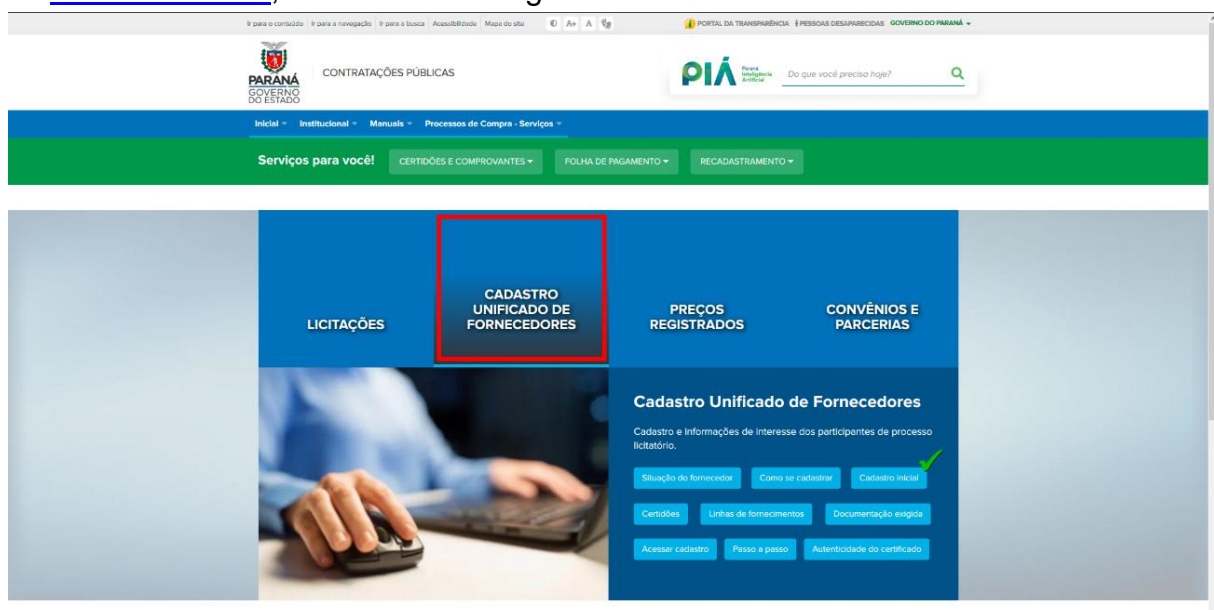 Ir para o conteúdo Ir para a navegação Ir para a busca Acessibilidade Mapa do site A+ A PORTAL DA TRANSPARÊNCIA PESSOAS DESAPARECIDAS GOVERNO DO PARANÁ
PARANÁ
GOVERNO
DO ESTADO
CONTRATAÇÕES PÚBLICAS
PIÁ Paraná
Inteligência
Artificial
Do que você precisa hoje?
Inicial Institucional Manuais Processos de Compra - Serviços
Serviços para você! CERTIDÕES E COMPROVANTES FOLHA DE PAGAMENTO RECADASTRAMENTO
LICITAÇÕES
CADASTRO
UNIFICADO DE
FORNECEDORES
PREÇOS
REGISTRADOS
CONVÊNIOS E
PARCERIAS
Cadastro Unificado de Fornecedores
Cadastro e informações de interesse dos participantes de processo
licitatório.
Situação do fornecedor Como se cadastrar Cadastro inicial
Certidões Linhas de fornecimentos Documentação exigida
Acessar cadastro Passo a passo Autenticidade do certificado